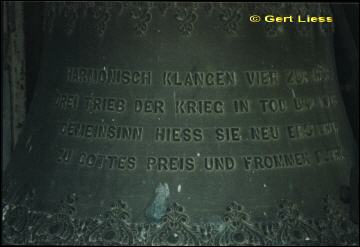 © Gert Liess
HARMONISCH KLANGEN VIER
DREI TRIEB DER KRIEG IN TOD
GEMEINSINN HIESS SIE NEU
ZU GOTTES PREIS UND FROMMEN